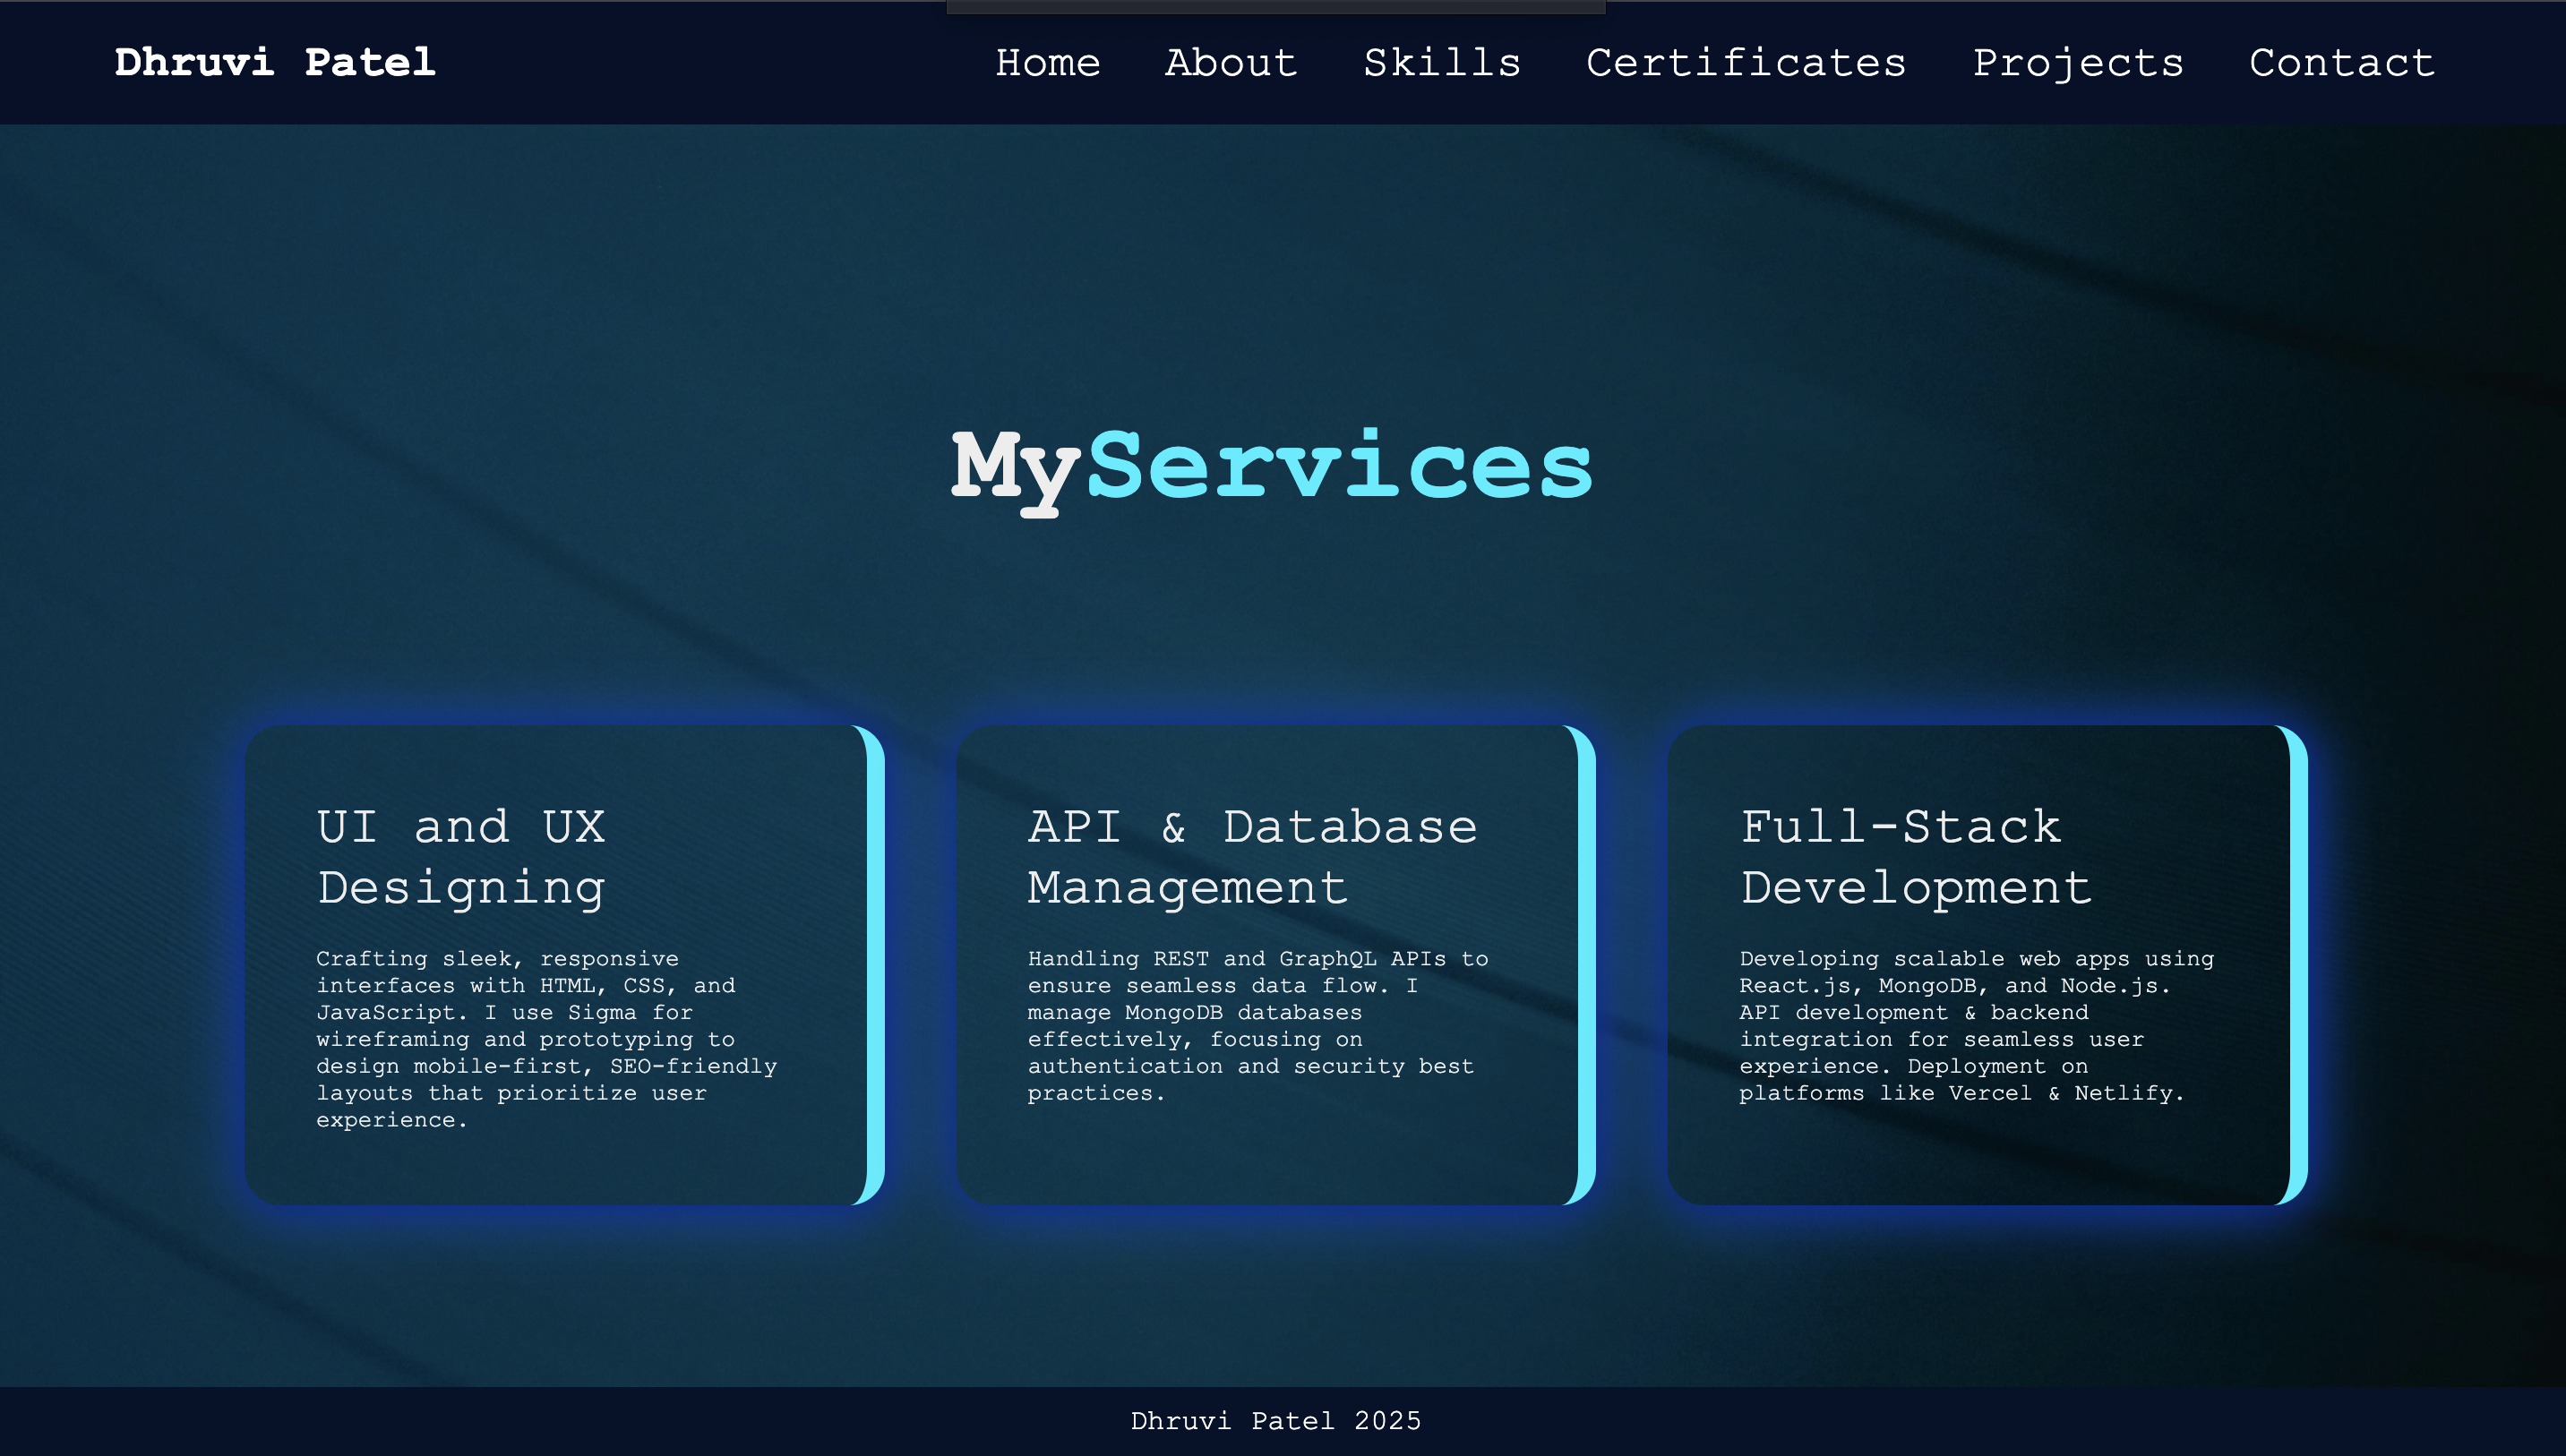 Dhruvi Patel
Home About Skills Certificates Projects Contact
MyServices
UI and UX
Designing
Crafting sleek, responsive
interfaces with HTML, CSS, and
JavaScript. I use Sigma for
wireframing and prototyping to
design mobile-first, SEO-friendly
layouts that prioritize user
experience.
API & Database
Management
Handling REST and GraphQL APIs to
ensure seamless data flow. I
manage MongoDB databases
effectively, focusing on
authentication and security best
practices.
Full-Stack
Development
Developing scalable web apps using
React.js, MongoDB, and Node.js.
API development & backend
integration for seamless user
experience. Deployment on
platforms like Vercel & Netlify.
Dhruvi Patel 2025